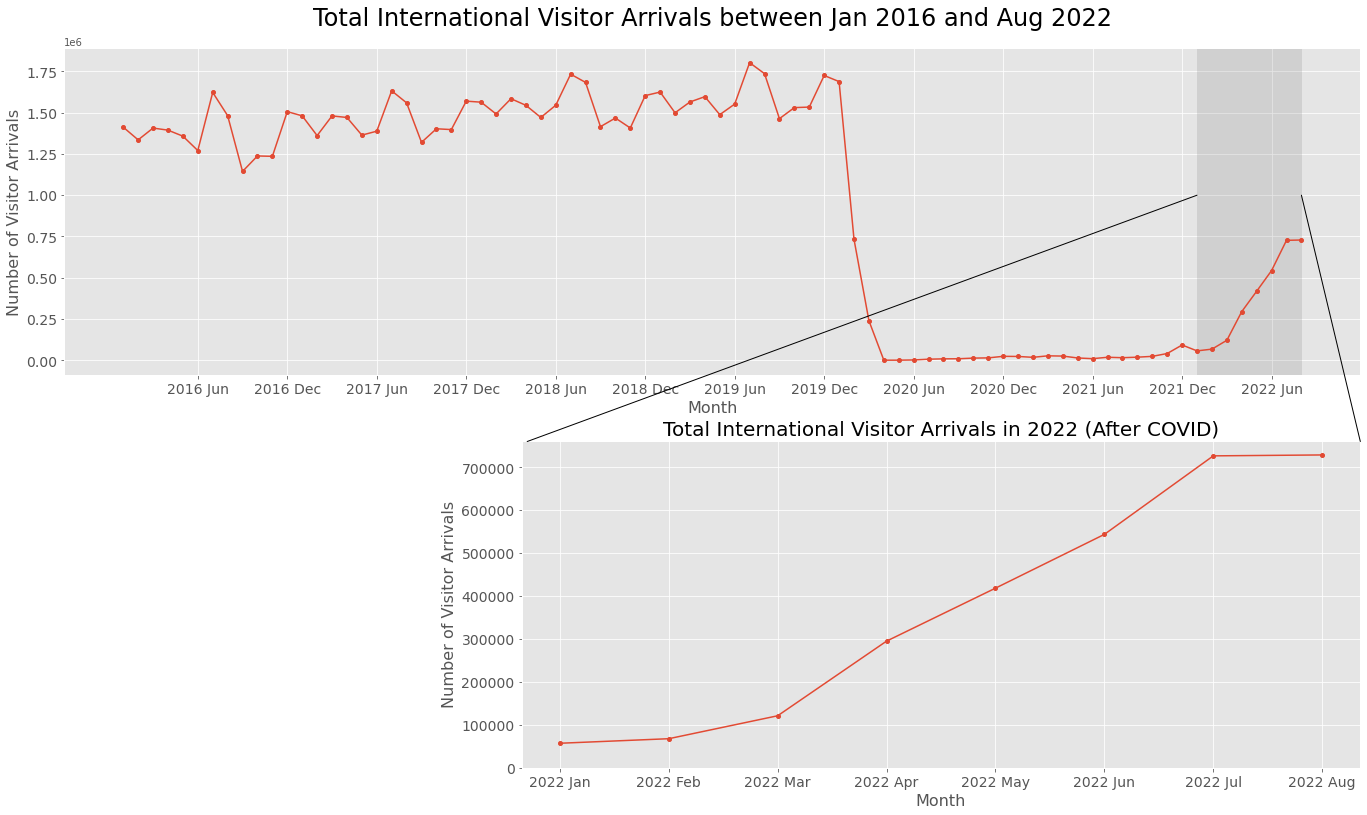 Total International Visitor Arrivals between Jan 2016 and Aug 2022
1e6
1.75
1.50
1.25
1.00
0.75
0.50
0.25
0.00
Number of Visitor Arrivals
2016 Jun 2016 Dec 2017 Jun 2017 Dec 2018 Jun 2018 Dec 2019 Jun 2019 Dec 2020 Jun 2020 Dec 2021 Jun 2021 Dec 2022 Jun
Month
Total International Visitor Arrivals in 2022 (After COVID)
700000
600000
500000
400000
300000
200000
100000
0
Number of Visitor Arrivals
2022 Jan 2022 Feb 2022 Mar 2022 Apr 2022 May 2022 Jun 2022 Jul 2022 Aug
Month